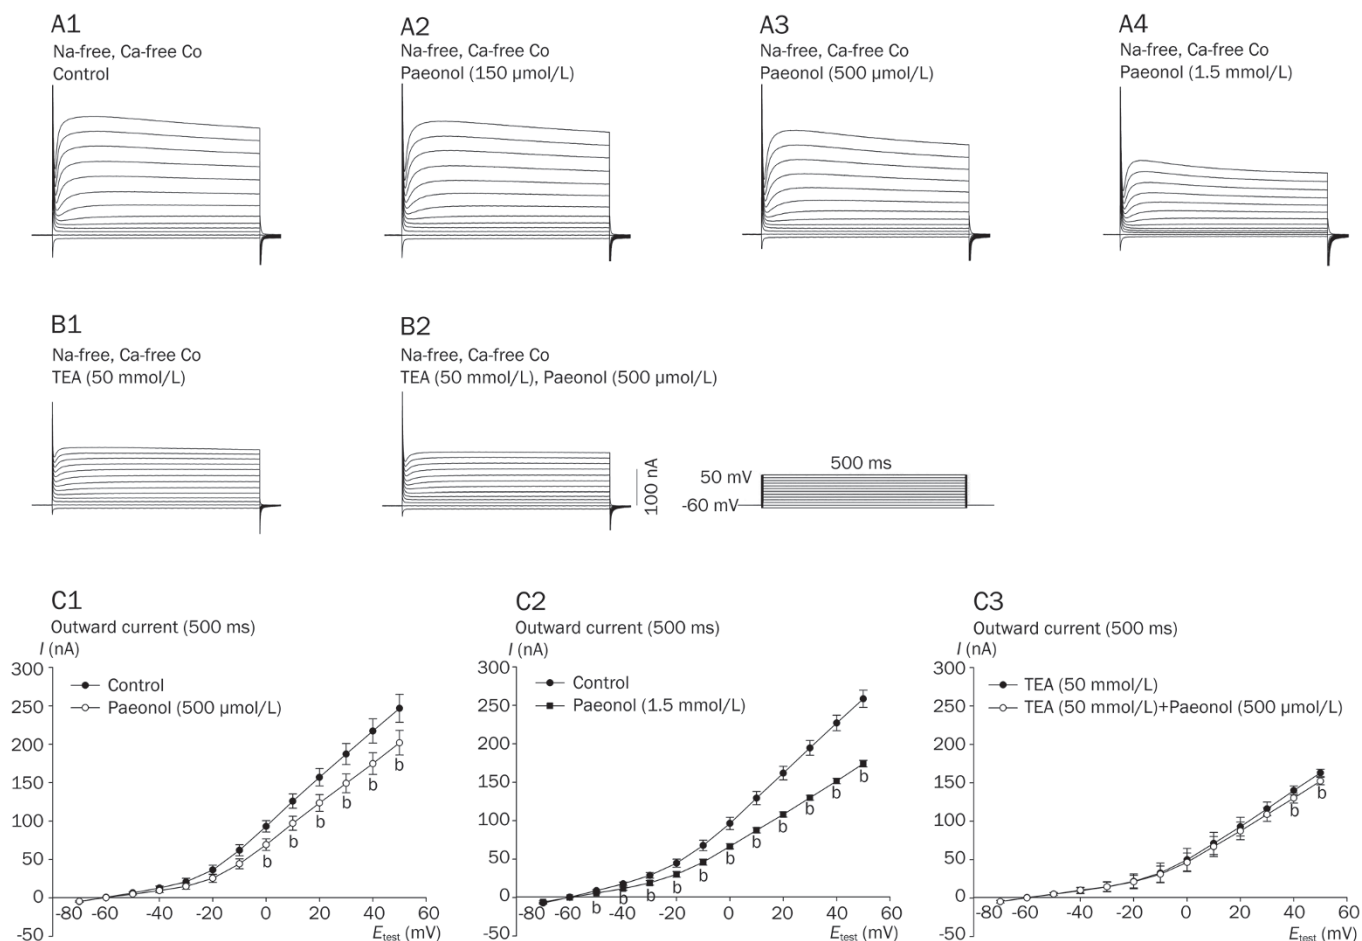 A1
Na-free, Ca-free Co
Control
A2
Na-free, Ca-free Co
Paeonol (150 µmol/L)
A3
Na-free, Ca-free Co
Paeonol (500 µmol/L)
A4
Na-free, Ca-free Co
Paeonol (1.5 mmol/L)
B1
Na-free, Ca-free Co
TEA (50 mmol/L)
B2
Na-free, Ca-free Co
TEA (50 mmol/L), Paeonol (500 µmol/L)
100 nA
500 ms
50 mV
-60 mV
C1
Outward current (500 ms)
I (nA)
300
250
200
150
100
50
0
-50
-80 -60 -40 -20 0 20 40 60
Control
Paeonol (500 µmol/L)
b b b b b b
E_test (mV)
C2
Outward current (500 ms)
I (nA)
300
250
200
150
100
50
0
-50
-80 -60 -40 -20 0 20 40 60
Control
Paeonol (1.5 mmol/L)
b b b b b b b b b b b
E_test (mV)
C3
Outward current (500 ms)
I (nA)
300
250
200
150
100
50
0
-50
-80 -60 -40 -20 0 20 40 60
TEA (50 mmol/L)
TEA (50 mmol/L)+Paeonol (500 µmol/L)
b b
E_test (mV)